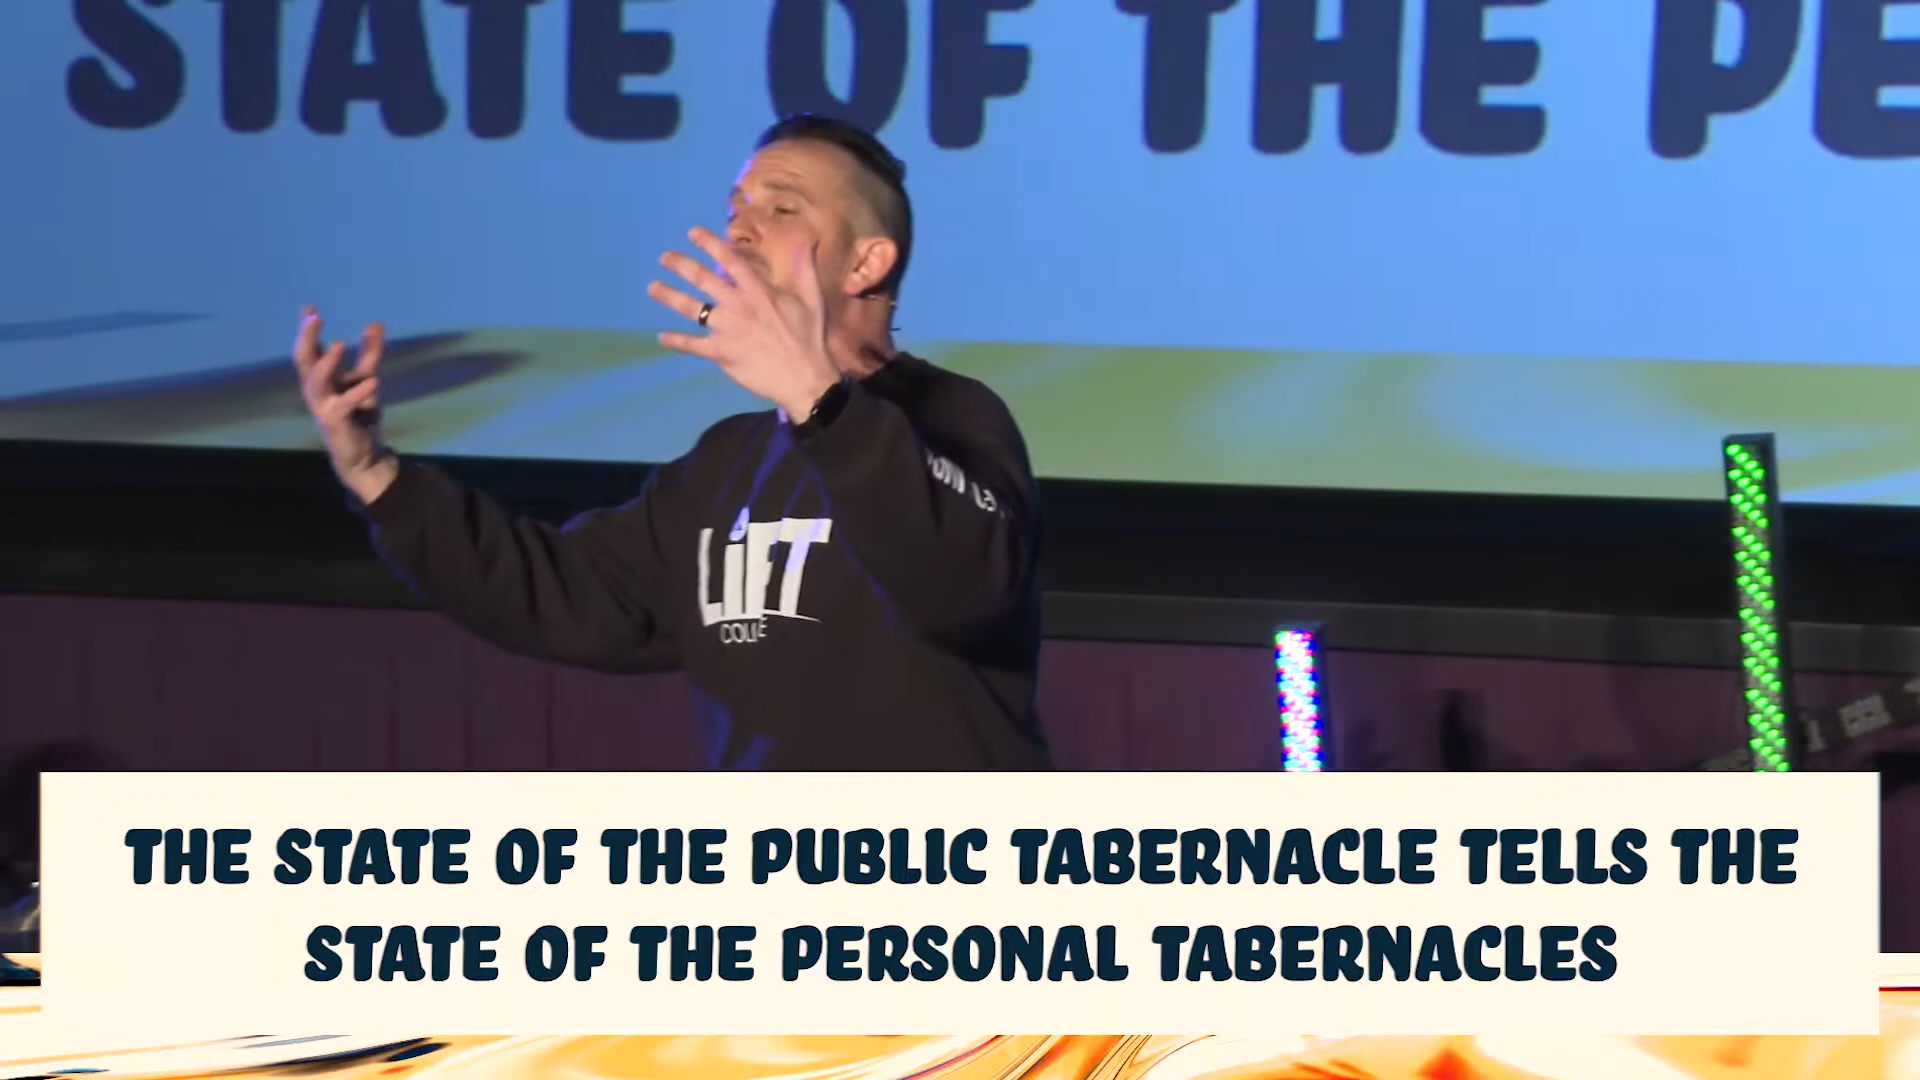 STATE OF THE PE
LiFT
THE STATE OF THE PUBLIC TABERNACLE TELLS THE
STATE OF THE PERSONAL TABERNACLES